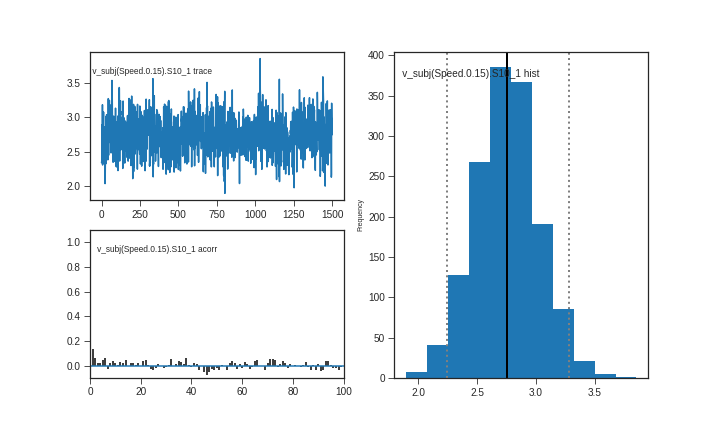 v_subj(Speed.0.15).S10_1 trace
3.5
3.0
2.5
2.0
0 250 500 750 1000 1250 1500
v_subj(Speed.0.15).S10_1 acorr
1.0
0.8
0.6
0.4
0.2
0.0
0 20 40 60 80 100
v_subj(Speed.0.15).S10_1 hist
Frequency
400
350
300
250
200
150
100
50
0
2.0 2.5 3.0 3.5